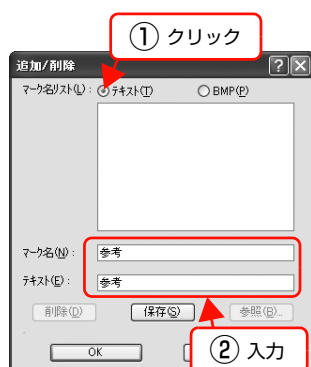 ① クリック
追加/削除
マーク名リスト(L): テキスト(T) BMP(P)
マーク名(N): 参考
テキスト(E): 参考
削除(D) 保存(S) 参照(B)...
OK
② 入力